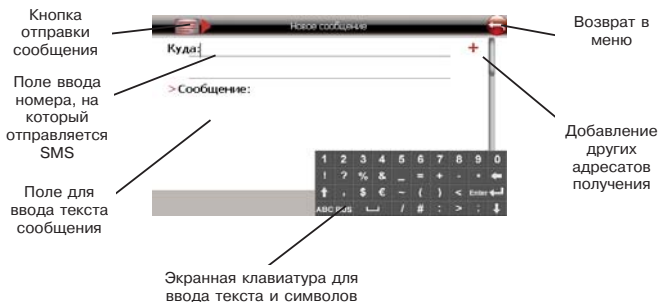 Кнопка
отправки
сообщения
Поле ввода
номера, на
который
отправляется
SMS
Поле для
ввода текста
сообщения
Новое сообщение
Куда:
+
>Сообщение:
1 2 3 4 5 6 7 8 9 0
! ? % & _ = + - *
, $ € ~ ( ) < Enter
ABC РУС / # : > ;
Возврат в
меню
Добавление
других
адресатов
получения
Экранная клавиатура для
ввода текста и символов